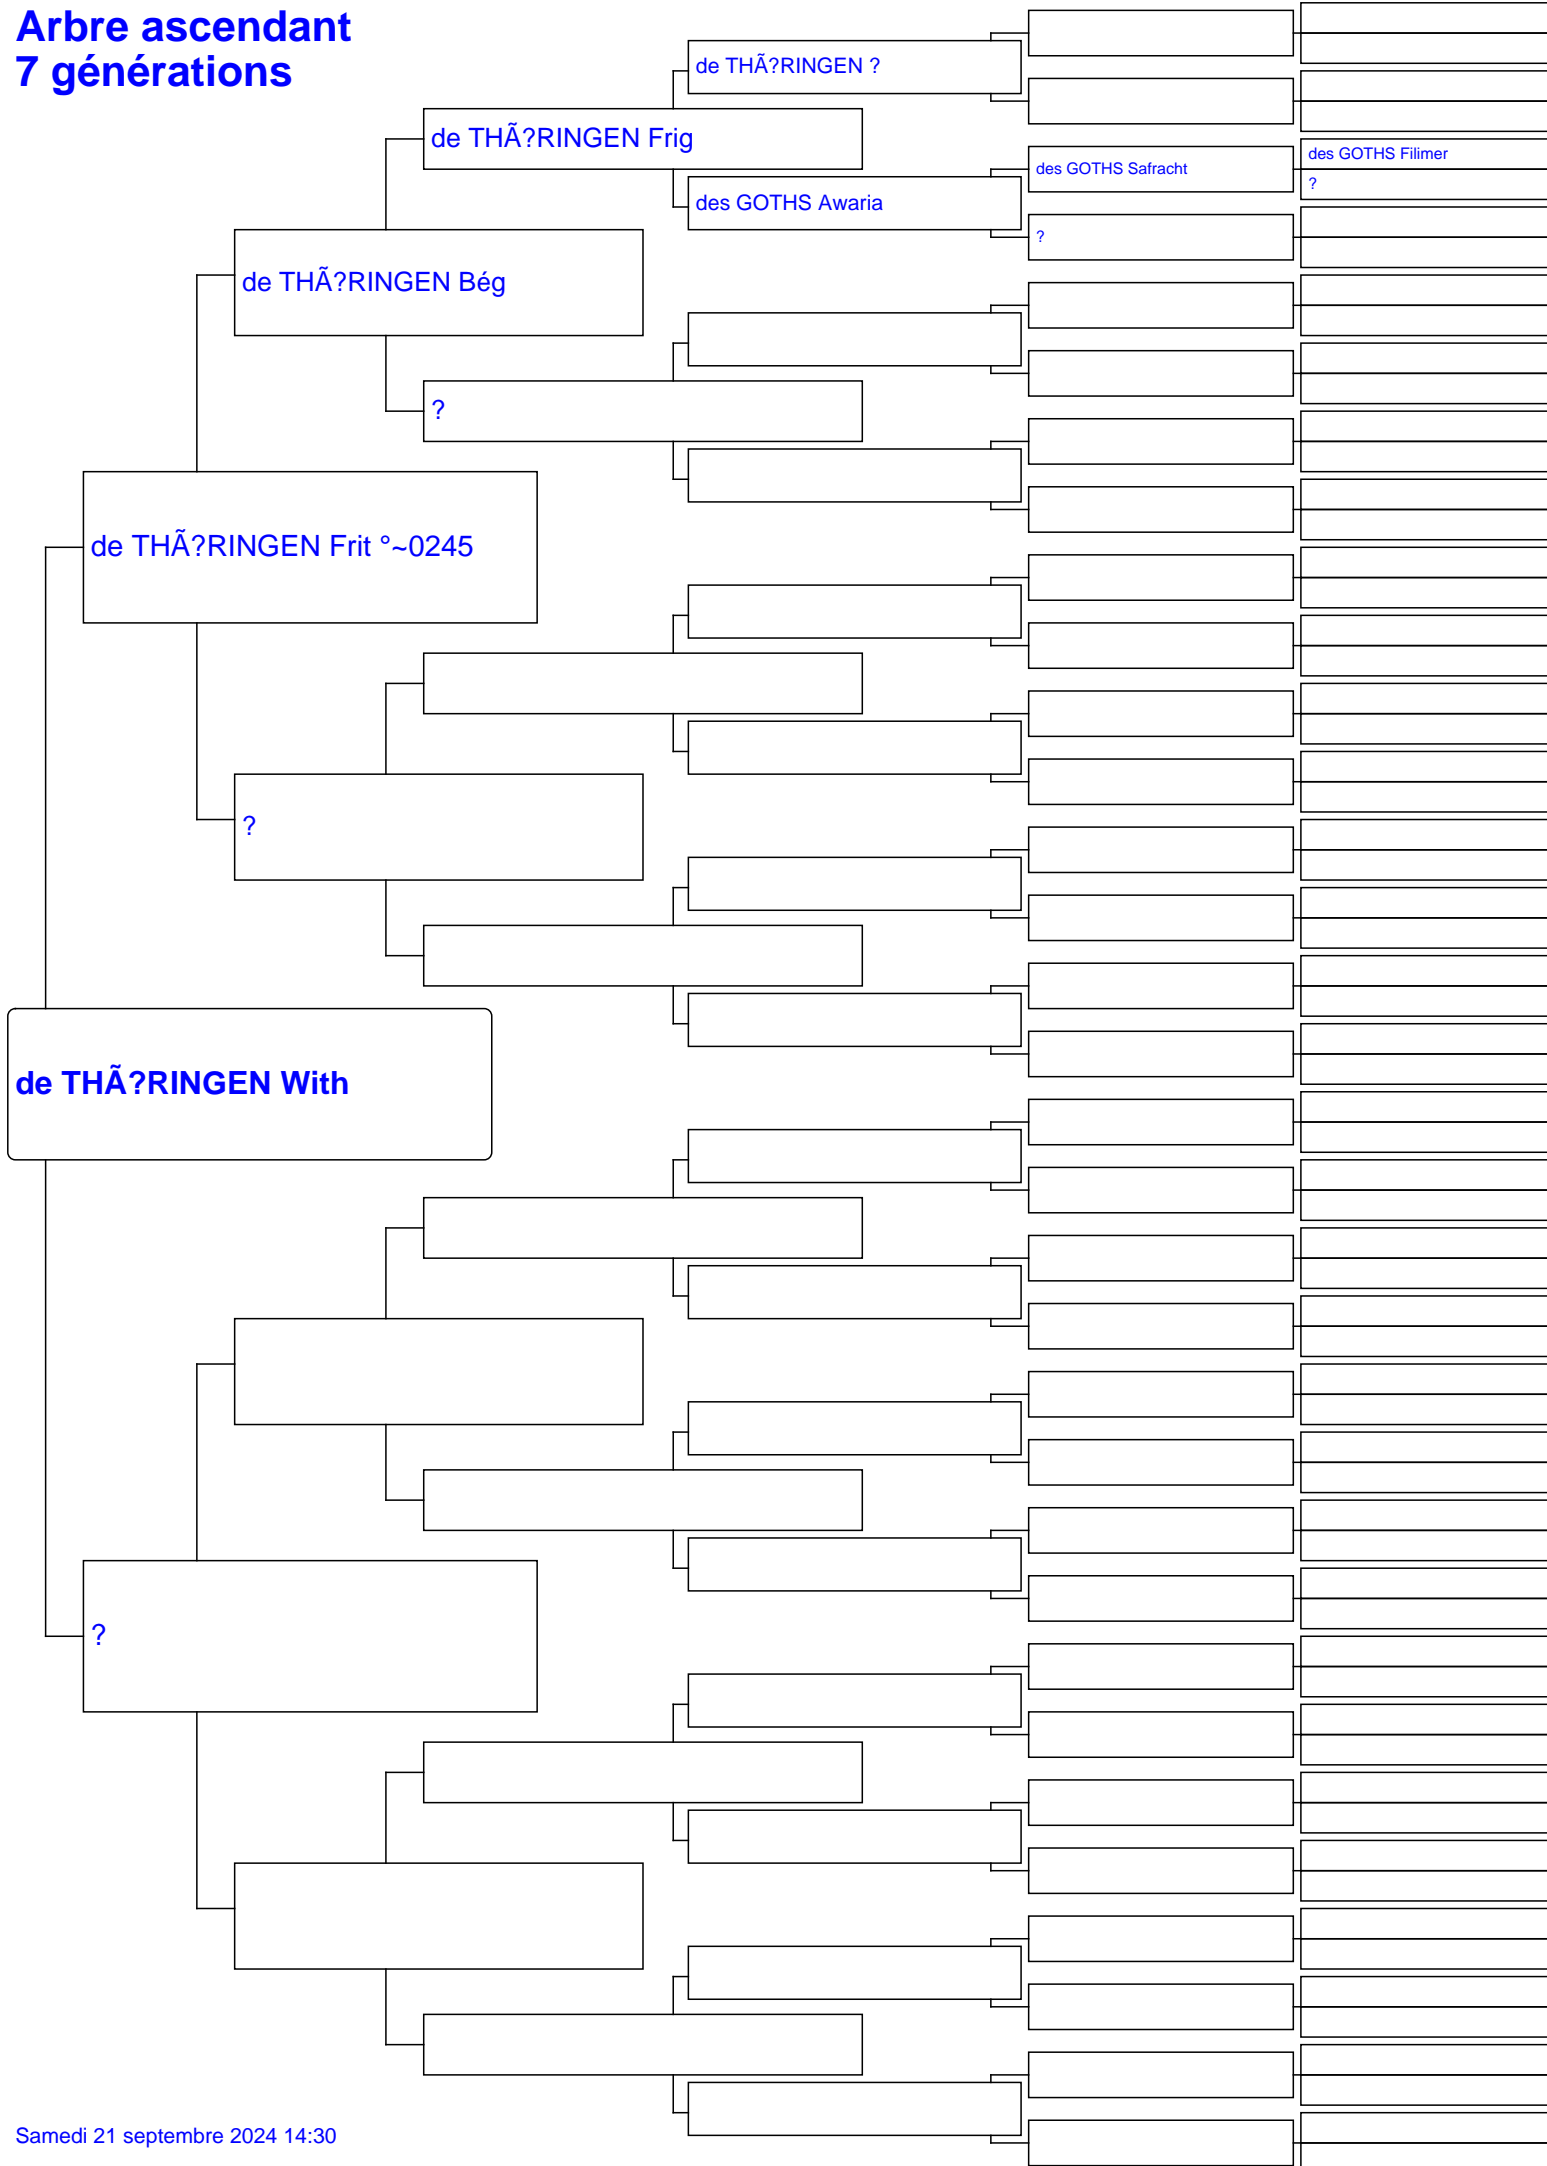 Arbre ascendant
7 générations
de THÃ?RINGEN ?
de THÃ?RINGEN Frig
des GOTHS Filimer
des GOTHS Safracht
?
des GOTHS Awaria
?
de THÃ?RINGEN Bég
?
de THÃ?RINGEN Frit °~0245
?
de THÃ?RINGEN With
?
Samedi 21 septembre 2024 14:30